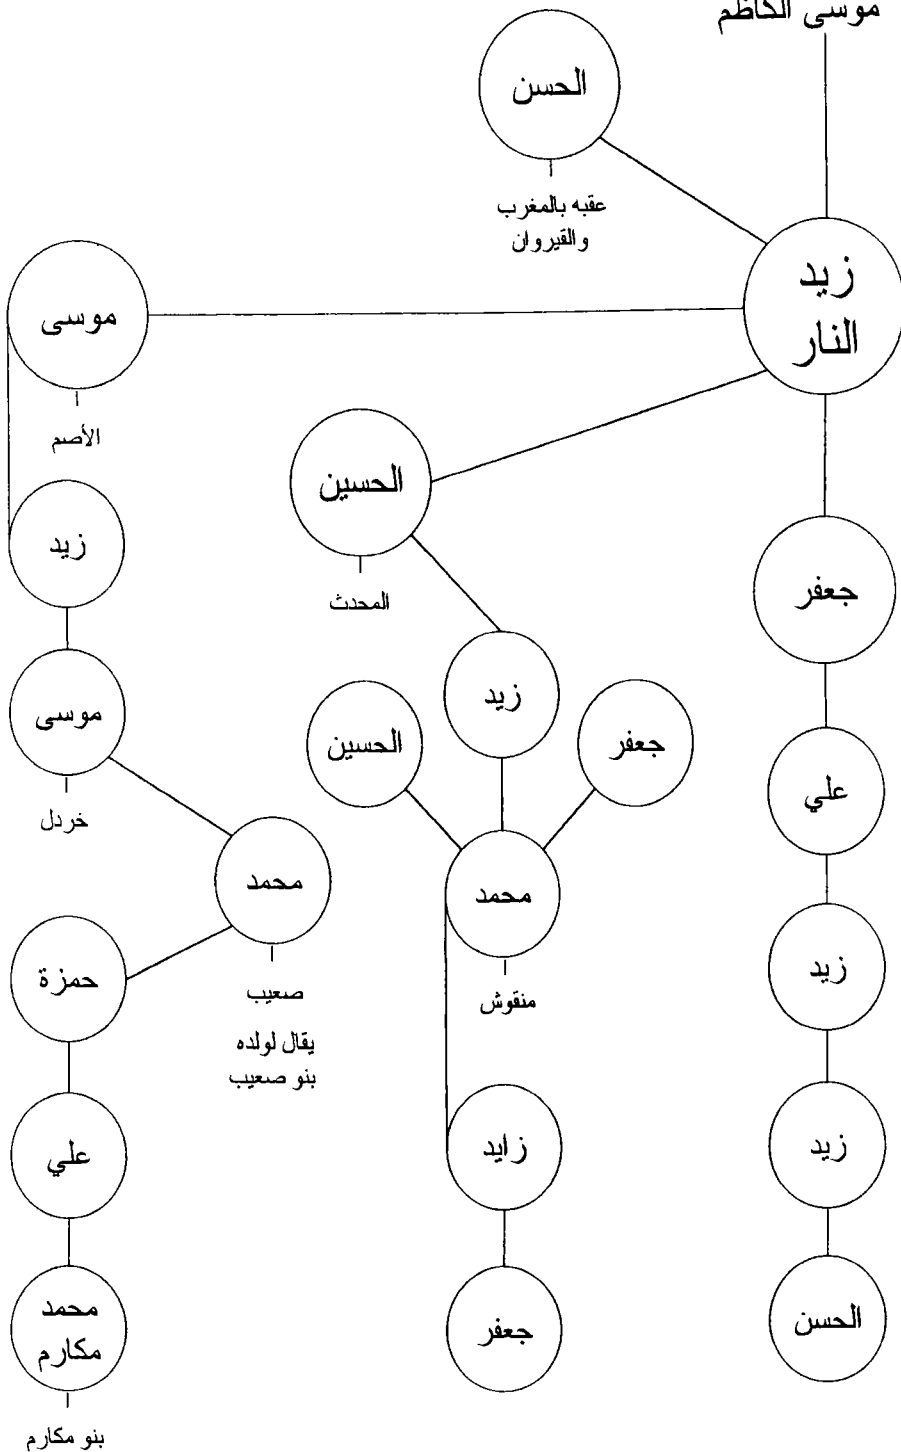 موسى الكاظم
الحسن
عقبه بالمغرب
والقيروان
زيد
النار
موسى
الأصم
الحسين
المحدث
زيد
جعفر
زيد
موسى
خردل
الحسين
جعفر
علي
محمد
صعيب
يقال لولده
بنو صعيب
محمد
منقوش
حمزة
زيد
علي
زايد
زيد
محمد
مكارم
بنو مكارم
جعفر
الحسن